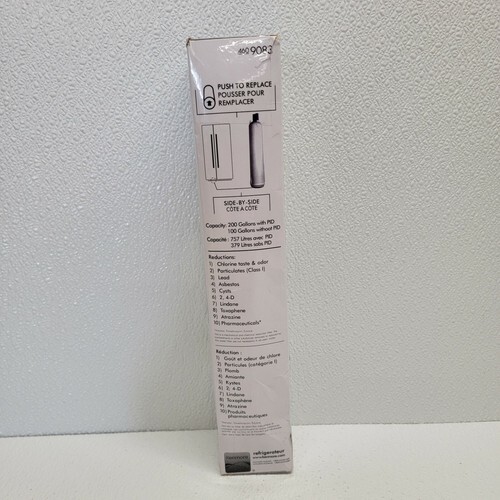 460 9083
PUSH TO REPLACE
POUSSER POUR
REMPLACER
SIDE-BY-SIDE
CÔTE A CÔTE
Capacity: 200 Gallons with PID
100 Gallons without PID
Capacité : 757 Litres avec PID
379 Litres sans PID
Reductions:
1) Chlorine taste & odor
2) Particulates (Class I)
3) Lead
4) Asbestos
5) Cysts
6) 2, 4-D
7) Lindane
8) Toxaphene
9) Atrazine
10) Pharmaceuticals*
Réduction :
1) Goût et odeur de chlore
2) Particules (catégorie I)
3) Plomb
4) Amiante
5) Kystes
6) 2, 4-D
7) Lindane
8) Toxaphène
9) Atrazine
10) Produits
pharmaceutiques
réfrigérateur